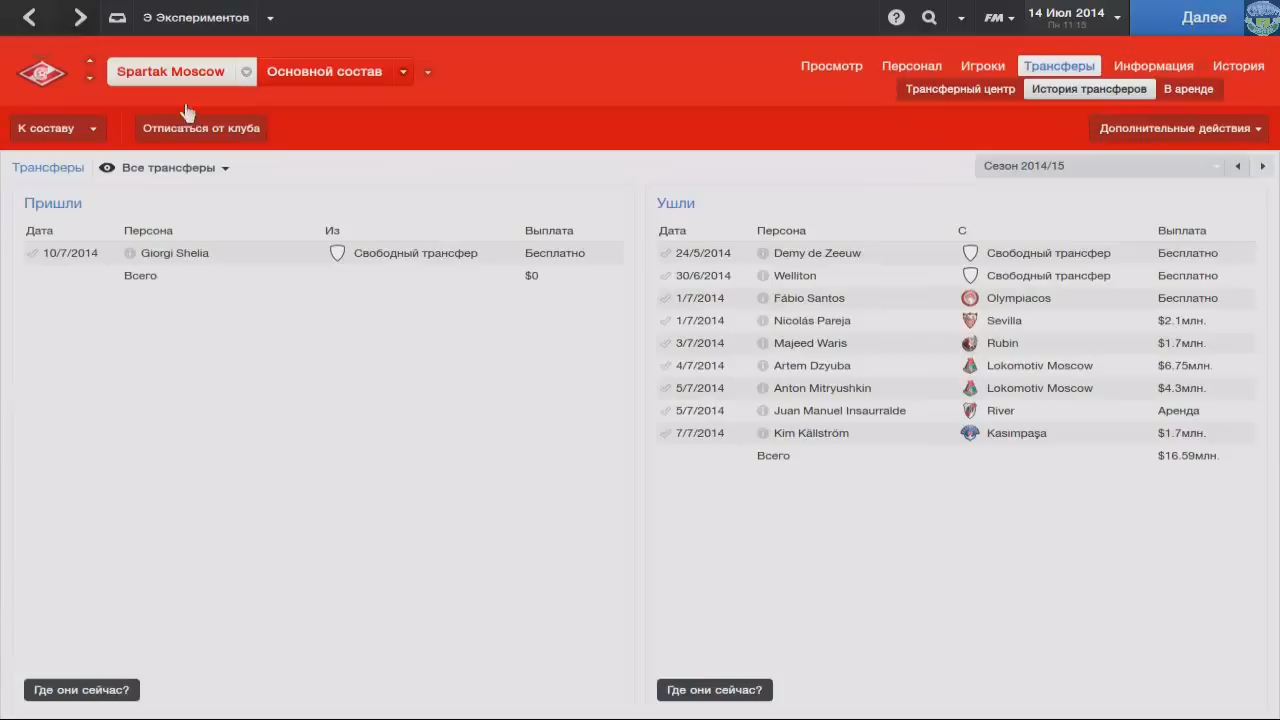 Э Экспериментов
FM
14 Июл 2014
Пн 11:15
Далее
Spartak Moscow
Основной состав
Просмотр
Персонал
Игроки
Трансферы
Информация
История
Трансферный центр
История трансферов
В аренде
К составу
Отписаться от клуба
Дополнительные действия
Трансферы
Все трансферы
Сезон 2014/15
Пришли
Дата Персона Из Выплата
10/7/2014 Giorgi Shelia Свободный трансфер Бесплатно
Всего $0
Где они сейчас?
Ушли
Дата Персона С Выплата
24/5/2014 Demy de Zeeuw Свободный трансфер Бесплатно
30/6/2014 Welliton Свободный трансфер Бесплатно
1/7/2014 Fábio Santos Olympiacos Бесплатно
1/7/2014 Nicolás Pareja Sevilla $2.1млн.
3/7/2014 Majeed Waris Rubin $1.7млн.
4/7/2014 Artem Dzyuba Lokomotiv Moscow $6.75млн.
5/7/2014 Anton Mitryushkin Lokomotiv Moscow $4.3млн.
5/7/2014 Juan Manuel Insaurralde River Аренда
7/7/2014 Kim Källström Kasımpaşa $1.7млн.
Всего $16.59млн.
Где они сейчас?